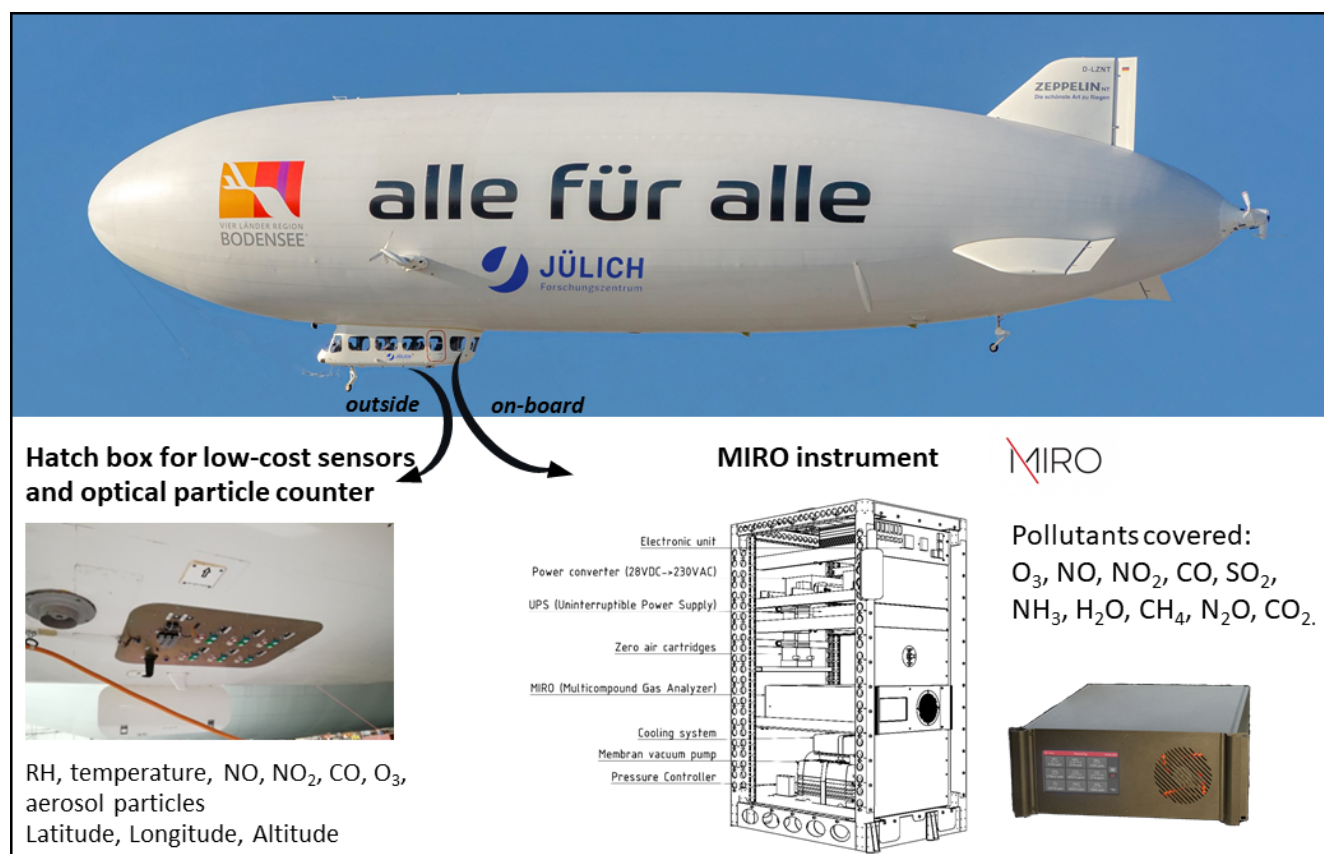 D-LZNT
ZEPPELIN NT
Die schönste Art zu fliegen
alle für alle
VIER LÄNDER REGION
BODENSEE
JÜLICH
Forschungszentrum
JÜLICH
outside
on-board
Hatch box for low-cost sensors
and optical particle counter
MIRO instrument
MIRO
Electronic unit
Power converter (28VDC->230VAC)
UPS (Uninterruptible Power Supply)
Zero air cartridges
MIRO (Multicompound Gas Analyzer)
Cooling system
Membran vacuum pump
Pressure Controller
Pollutants covered:
O₃, NO, NO₂, CO, SO₂,
NH₃, H₂O, CH₄, N₂O, CO₂.
RH, temperature, NO, NO₂, CO, O₃,
aerosol particles
Latitude, Longitude, Altitude